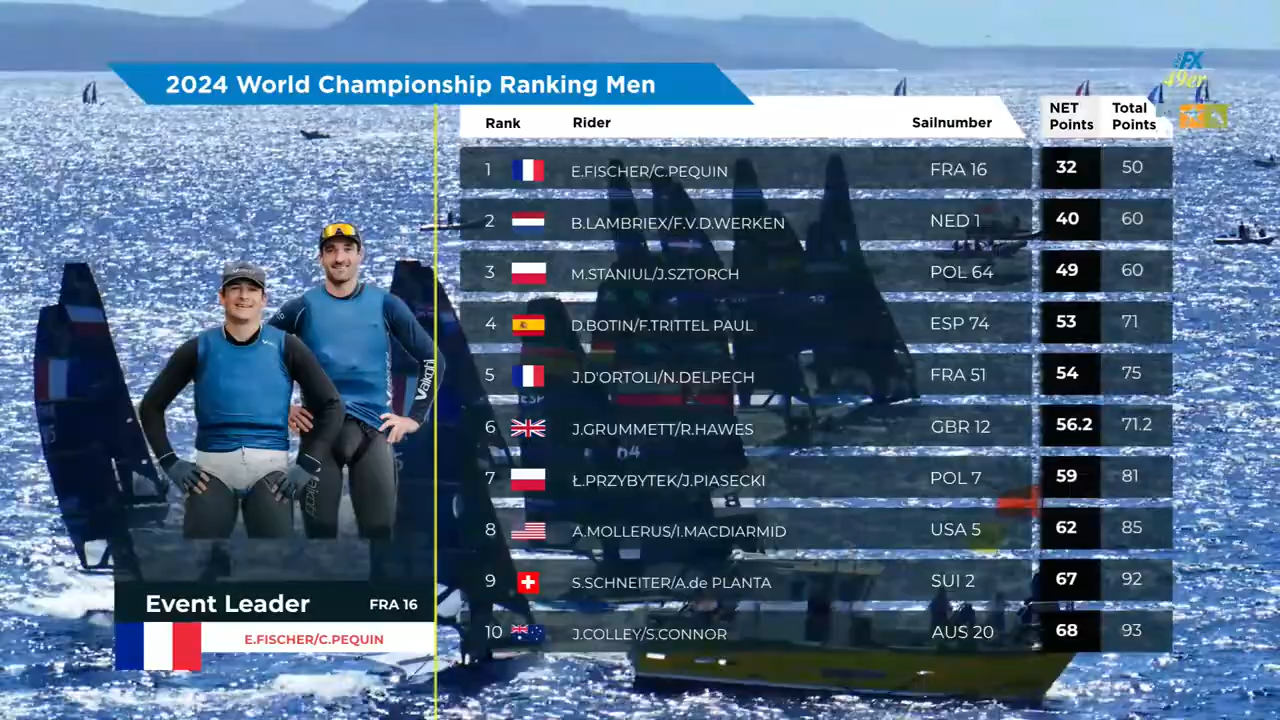 2024 World Championship Ranking Men
FX
49er
Rank Rider Sailnumber NET Points Total Points
1 E.FISCHER/C.PEQUIN FRA 16 32 50
2 B.LAMBRIEX/F.V.D.WERKEN NED 1 40 60
3 M.STANIUL/J.SZTORCH POL 64 49 60
4 D.BOTIN/F.TRITTEL PAUL ESP 74 53 71
5 J.D'ORTOLI/N.DELPECH FRA 51 54 75
6 J.GRUMMETT/R.HAWES GBR 12 56.2 71.2
7 Ł.PRZYBYTEK/J.PIASECKI POL 7 59 81
8 A.MOLLERUS/I.MACDIARMID USA 5 62 85
9 S.SCHNEITER/A.de PLANTA SUI 2 67 92
10 J.COLLEY/S.CONNOR AUS 20 68 93
Vaikobi
ESP
64
Event Leader FRA 16
E.FISCHER/C.PEQUIN